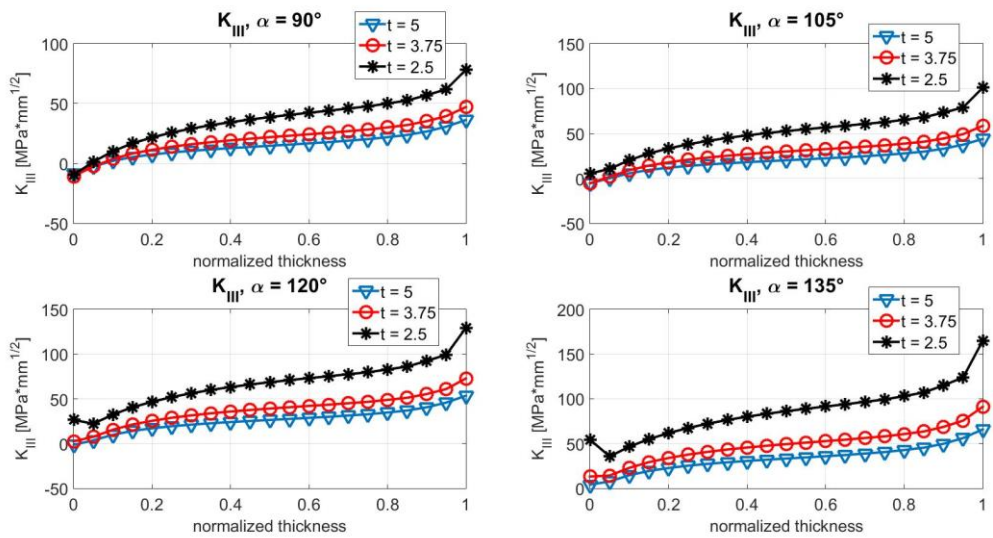 K_III, α = 90°
t = 5
t = 3.75
t = 2.5
K_III [MPa*mm^1/2]
100
50
0
-50
0 0.2 0.4 0.6 0.8 1
normalized thickness
K_III, α = 105°
t = 5
t = 3.75
t = 2.5
K_III [MPa*mm^1/2]
150
100
50
0
-50
0 0.2 0.4 0.6 0.8 1
normalized thickness
K_III, α = 120°
t = 5
t = 3.75
t = 2.5
K_III [MPa*mm^1/2]
150
100
50
0
-50
0 0.2 0.4 0.6 0.8 1
normalized thickness
K_III, α = 135°
t = 5
t = 3.75
t = 2.5
K_III [MPa*mm^1/2]
200
150
100
50
0
0 0.2 0.4 0.6 0.8 1
normalized thickness